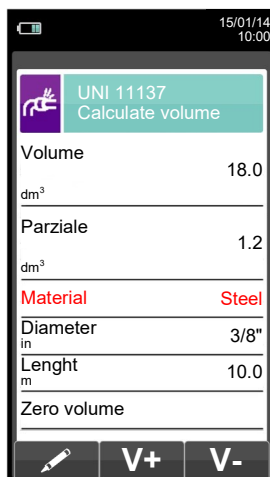 15/01/14
10:00
UNI 11137
Calculate volume
Volume
18.0
dm³
Parziale
1.2
dm³
Material Steel
Diameter
in
3/8"
Lenght
m
10.0
Zero volume
V+ V-